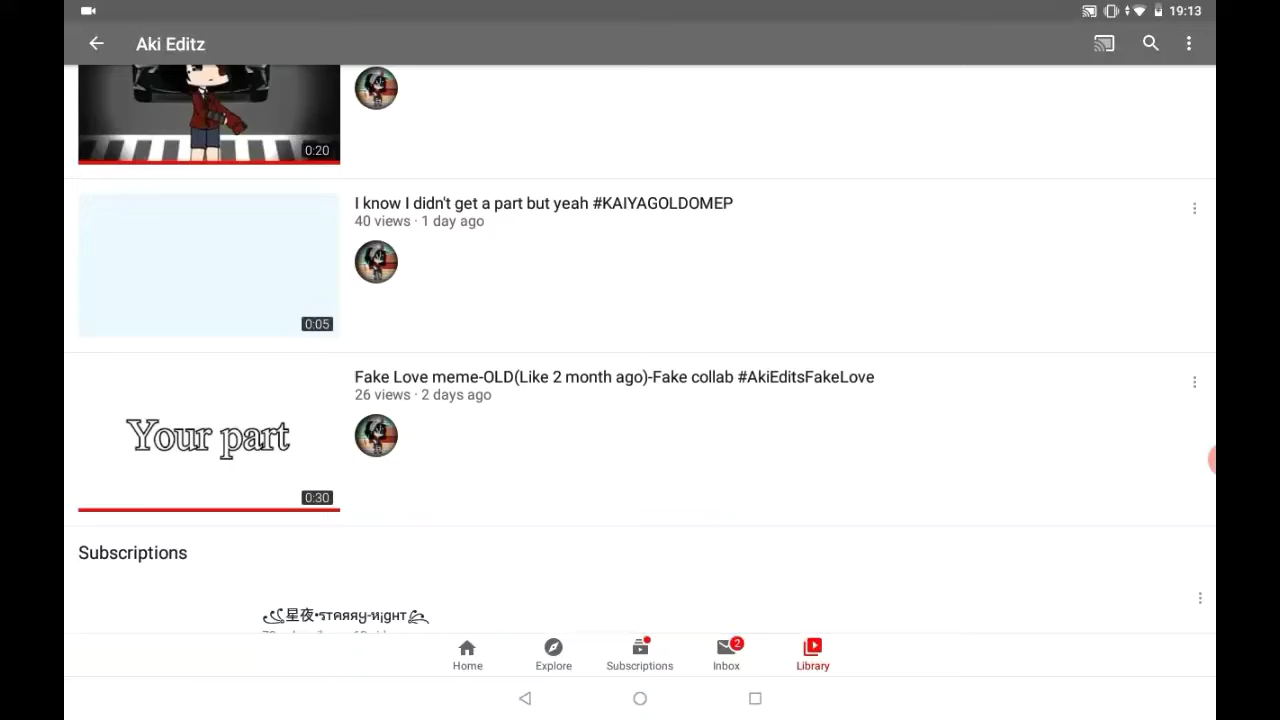 19:13
Aki Editz
0:20
I know I didn't get a part but yeah #KAIYAGOLDOMEP
40 views · 1 day ago
0:05
Fake Love meme-OLD(Like 2 month ago)-Fake collab #AkiEditsFakeLove
26 views · 2 days ago
Your part
0:30
Subscriptions
星夜
Home
Explore
Subscriptions
Inbox
2
Library